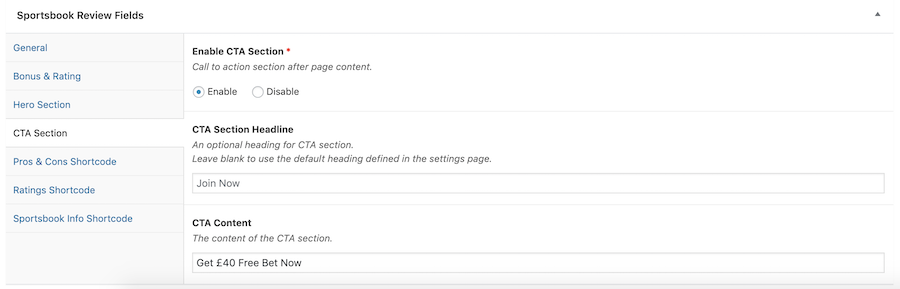 Sportsbook Review Fields
General
Bonus & Rating
Hero Section
CTA Section
Pros & Cons Shortcode
Ratings Shortcode
Sportsbook Info Shortcode
Enable CTA Section *
Call to action section after page content.
Enable Disable
CTA Section Headline
An optional heading for CTA section.
Leave blank to use the default heading defined in the settings page.
Join Now
CTA Content
The content of the CTA section.
Get £40 Free Bet Now